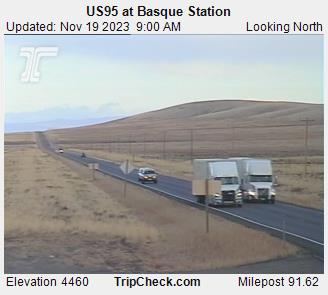 US95 at Basque Station
Updated: Nov 19 2023 9:00 AM Looking North
Elevation 4460 TripCheck.com Milepost 91.62